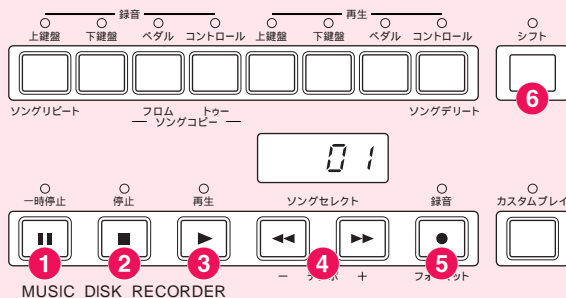 録音 再生
上鍵盤 下鍵盤 ペダル コントロール 上鍵盤 下鍵盤 ペダル コントロール シフト
6
ソングリピート フロム トゥー ソングデリート
ソングコピー
01
一時停止 停止 再生 ソングセレクト 録音 カスタムプレイ
1 2 3 4 5
− + 
MUSIC DISK RECORDER